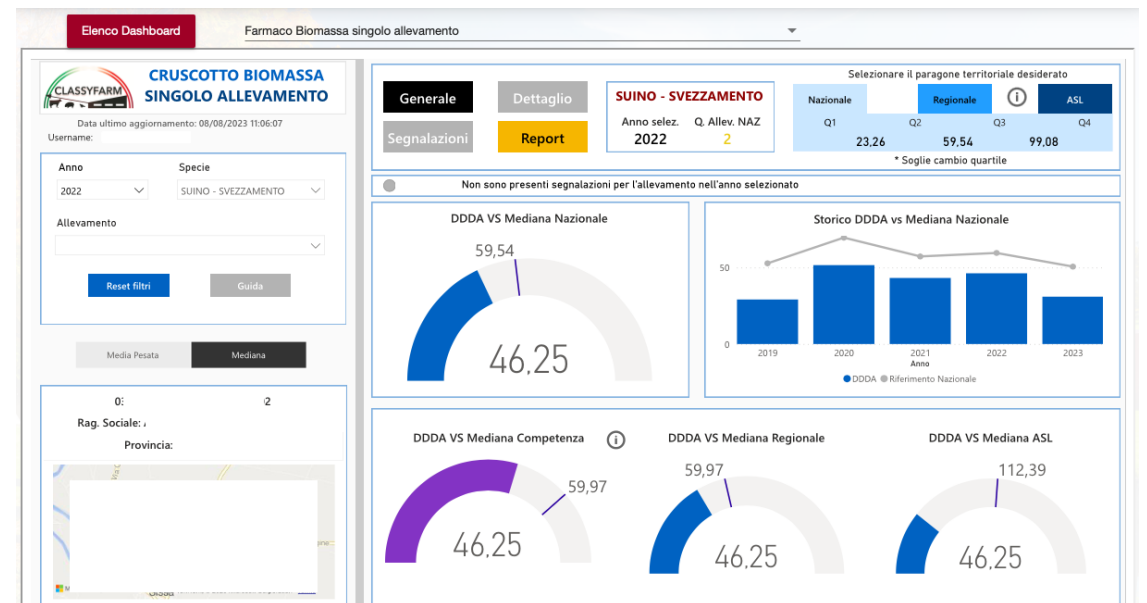 Elenco Dashboard
Farmaco Biomassa singolo allevamento
CLASSYFARM
CRUSCOTTO BIOMASSA
SINGOLO ALLEVAMENTO
Data ultimo aggiornamento: 08/08/2023 11:06:07
Username:
Anno Specie
2022 SUINO - SVEZZAMENTO
Allevamento
Reset filtri Guida
Media Pesata Mediana
Rag. Sociale:
Provincia:
Generale Dettaglio
Segnalazioni Report
SUINO - SVEZZAMENTO
Anno selez. Q. Allev. NAZ
2022 2
Selezionare il paragone territoriale desiderato
Nazionale Regionale i ASL
Q1 Q2 Q3 Q4
23,26 59,54 99,08
* Soglie cambio quartile
Non sono presenti segnalazioni per l'allevamento nell'anno selezionato
DDDA VS Mediana Nazionale
59,54
46,25
Storico DDDA vs Mediana Nazionale
50
0
2019 2020 2021 2022 2023
Anno
DDDA Riferimento Nazionale
DDDA VS Mediana Competenza i
59,97
46,25
DDDA VS Mediana Regionale
59,97
46,25
DDDA VS Mediana ASL
112,39
46,25